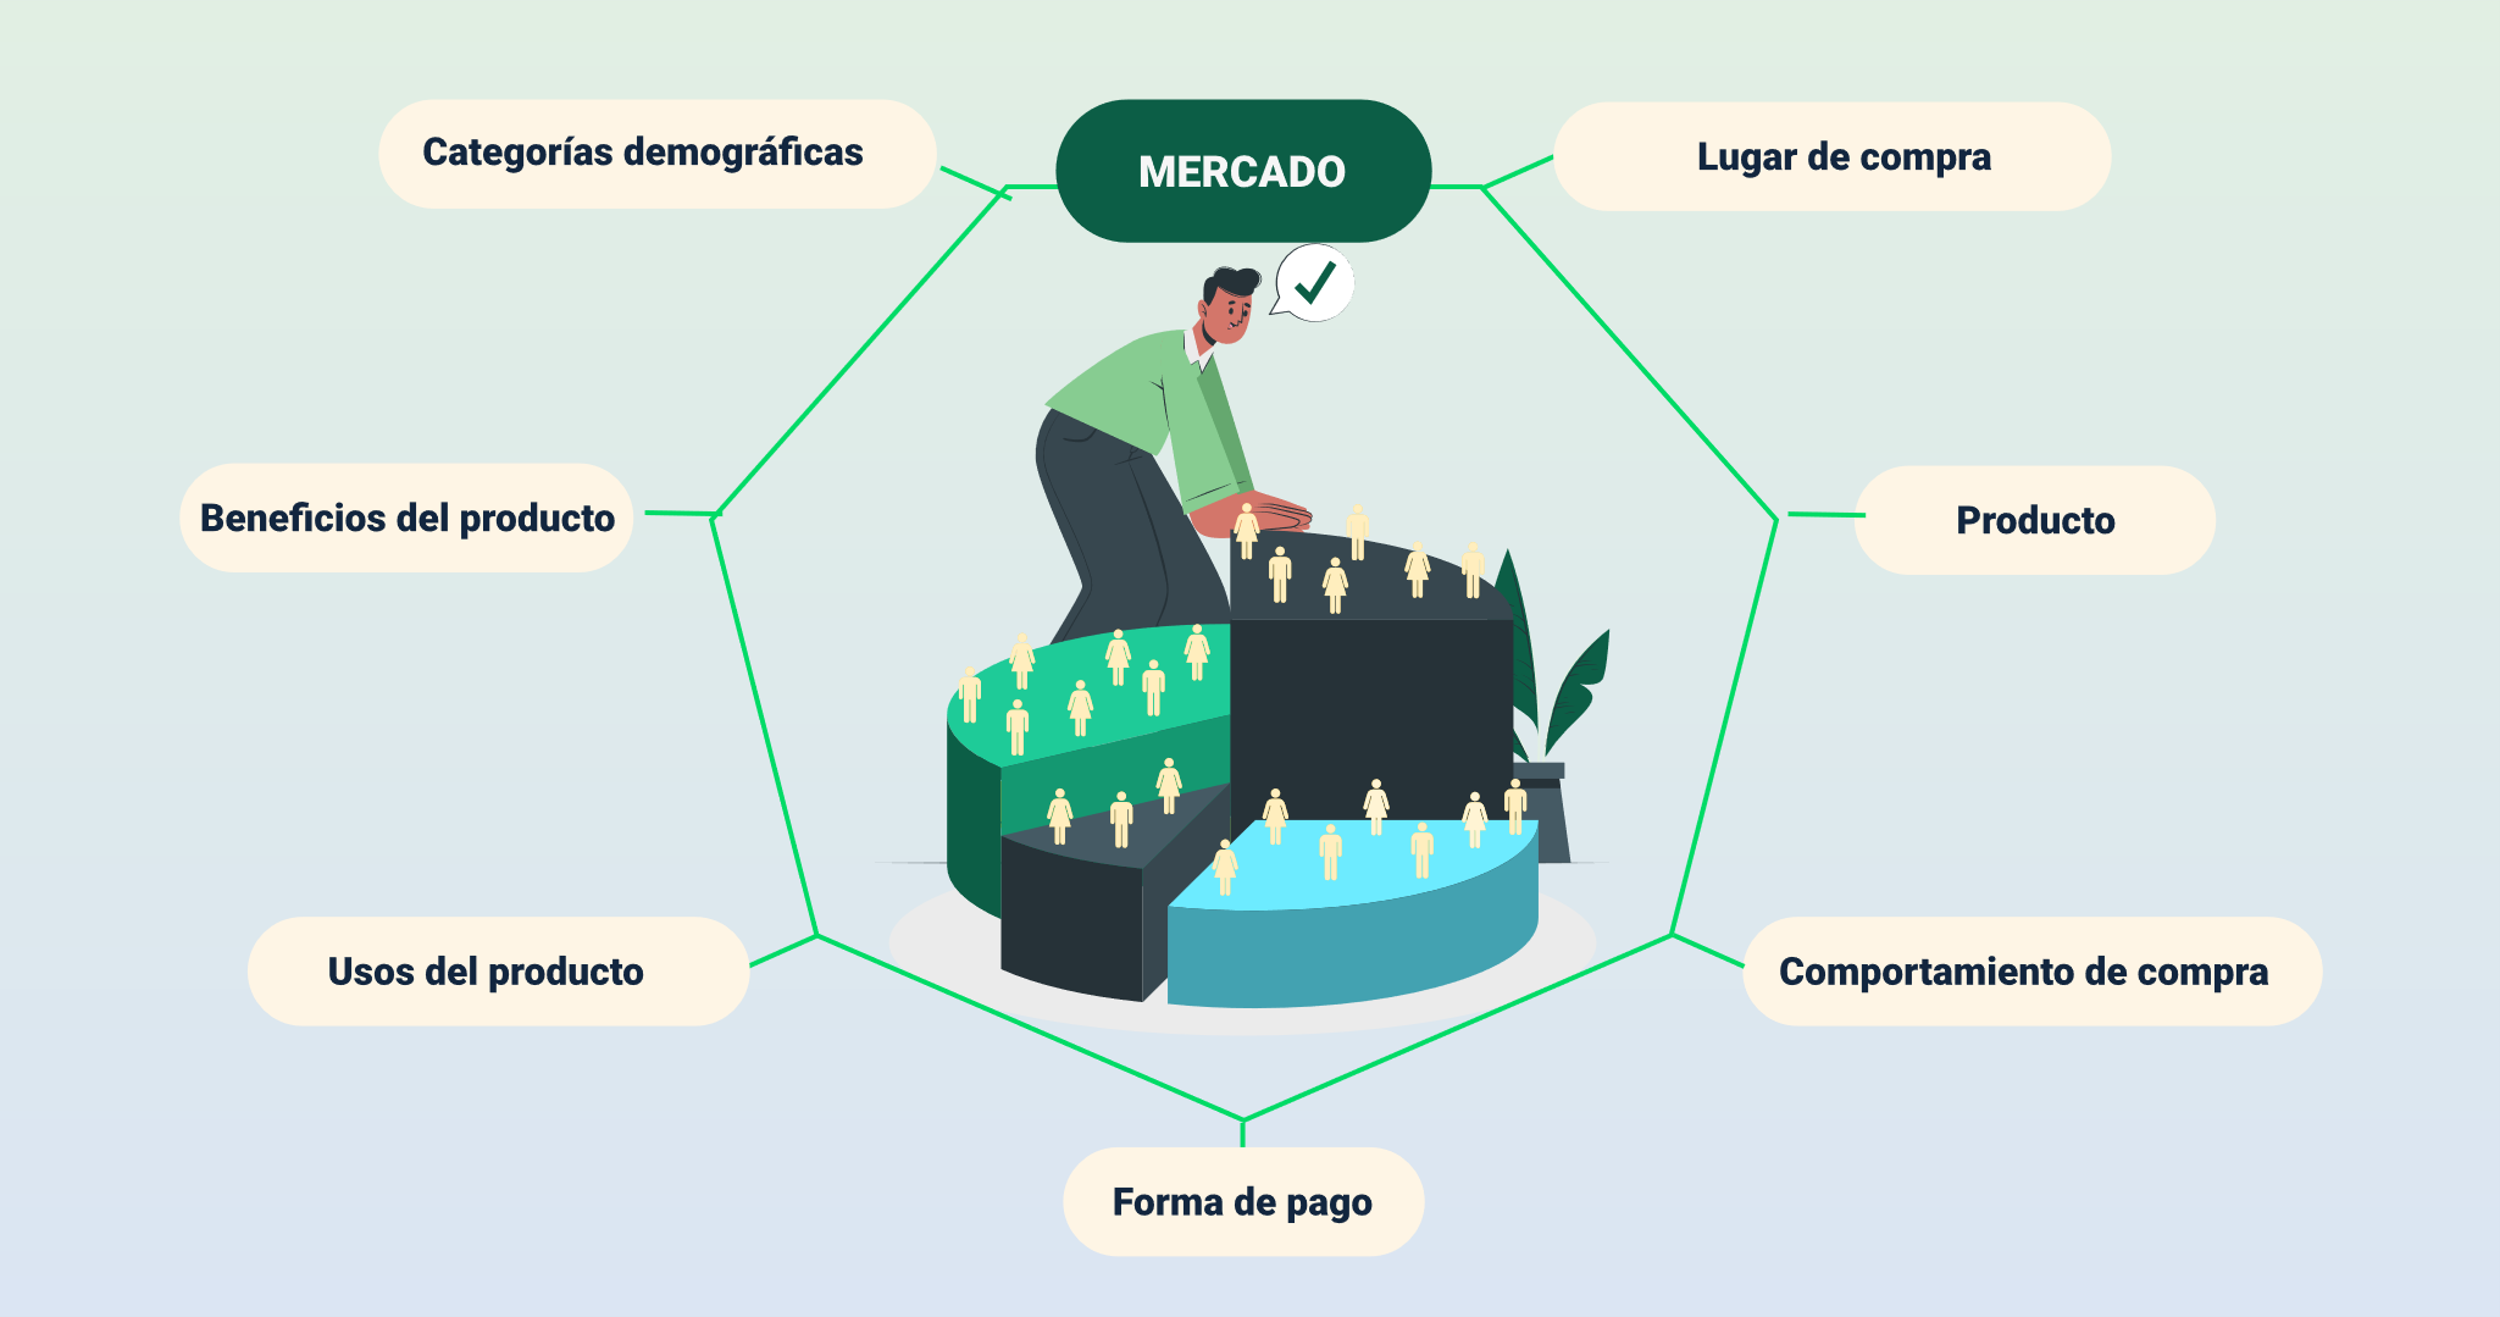 Categorías demográficas
MERCADO
Lugar de compra
Beneficios del producto
Producto
Usos del producto
Comportamiento de compra
Forma de pago